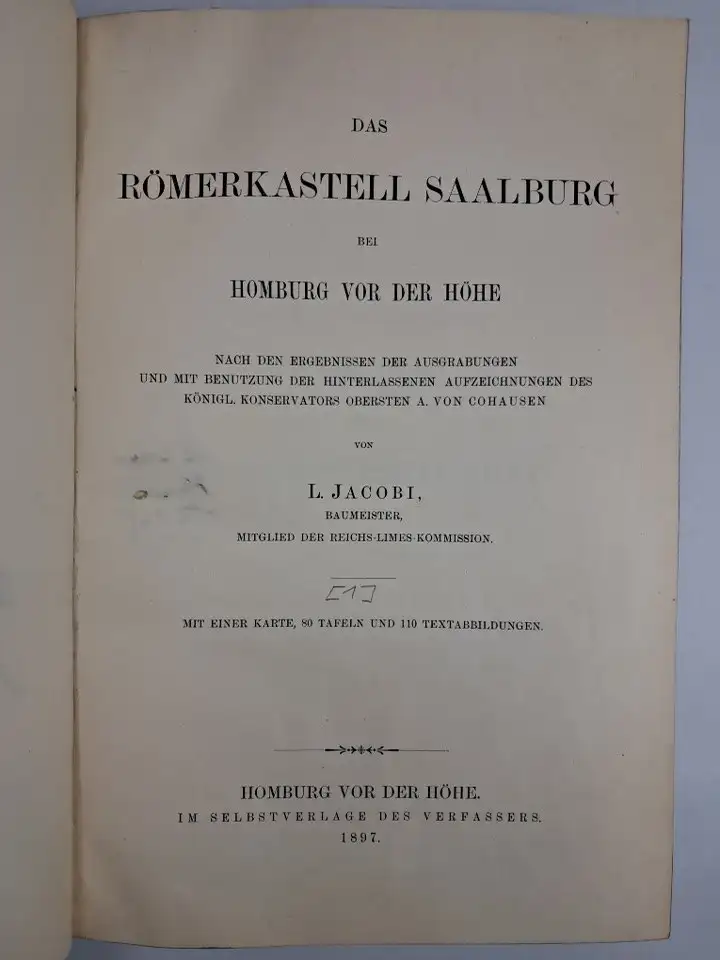 DAS
RÖMERKASTELL SAALBURG
BEI
HOMBURG VOR DER HÖHE
NACH DEN ERGEBNISSEN DER AUSGRABUNGEN
UND MIT BENUTZUNG DER HINTERLASSENEN AUFZEICHNUNGEN DES
KÖNIGL. KONSERVATORS OBERSTEN A. VON COHAUSEN
VON
L. JACOBI,
BAUMEISTER,
MITGLIED DER REICHS-LIMES-KOMMISSION.
[1]
MIT EINER KARTE, 80 TAFELN UND 110 TEXTABBILDUNGEN.
HOMBURG VOR DER HÖHE.
IM SELBSTVERLAGE DES VERFASSERS.
1897.